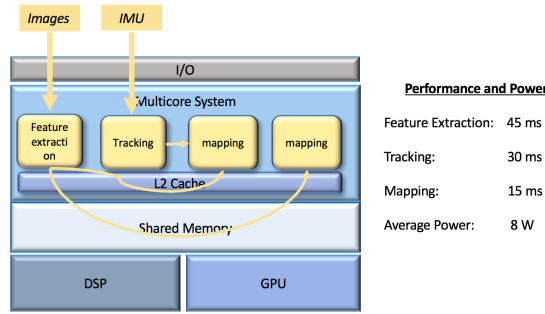 Images
IMU
I/O
Multicore System
Feature
extracti
on
Tracking
mapping
mapping
L2 Cache
Shared Memory
DSP
GPU
Performance and Power
Feature Extraction: 45 ms
Tracking: 30 ms
Mapping: 15 ms
Average Power: 8 W